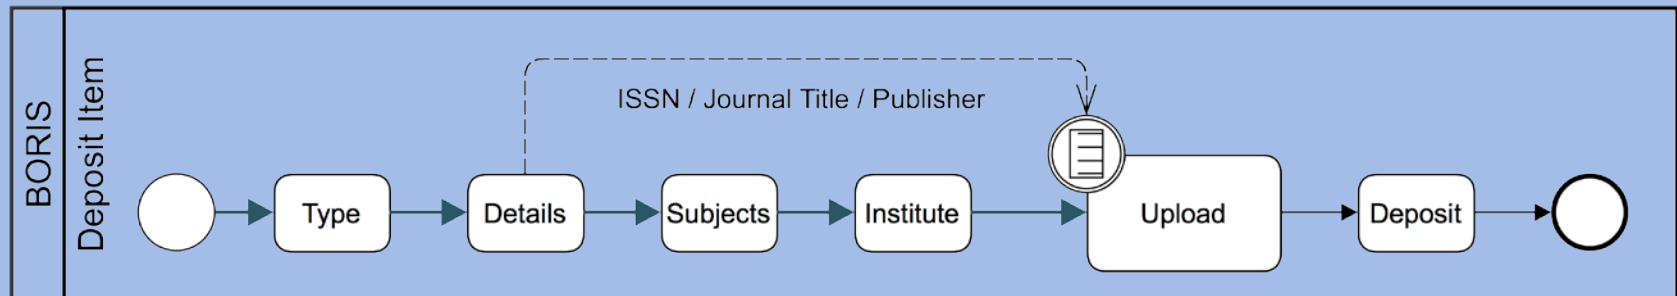 BORIS
Deposit Item
ISSN / Journal Title / Publisher
Type
Details
Subjects
Institute
Upload
Deposit